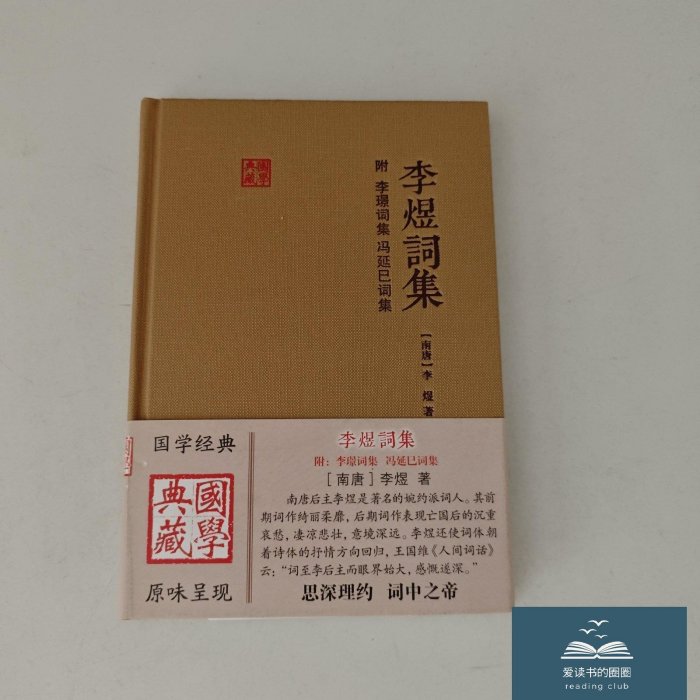 李煜詞集
附 李璟词集 冯延巳词集
[南唐]李 煜 著
國學
典藏
国学经典
國學
典藏
原味呈现
李煜詞集
附：李璟词集 冯延巳词集
[南唐]李煜 著
南唐后主李煜是著名的婉约派词人。其前
期词作绮丽柔靡，后期词作表现亡国后的沉重
哀愁，凄凉悲壮，意境深远。李煜还使词体朝
着诗体的抒情方向回归，王国维《人间词话》
云：“词至李后主而眼界始大，感慨遂深。”
思深理约 词中之帝
爱读书的圈圈
reading club